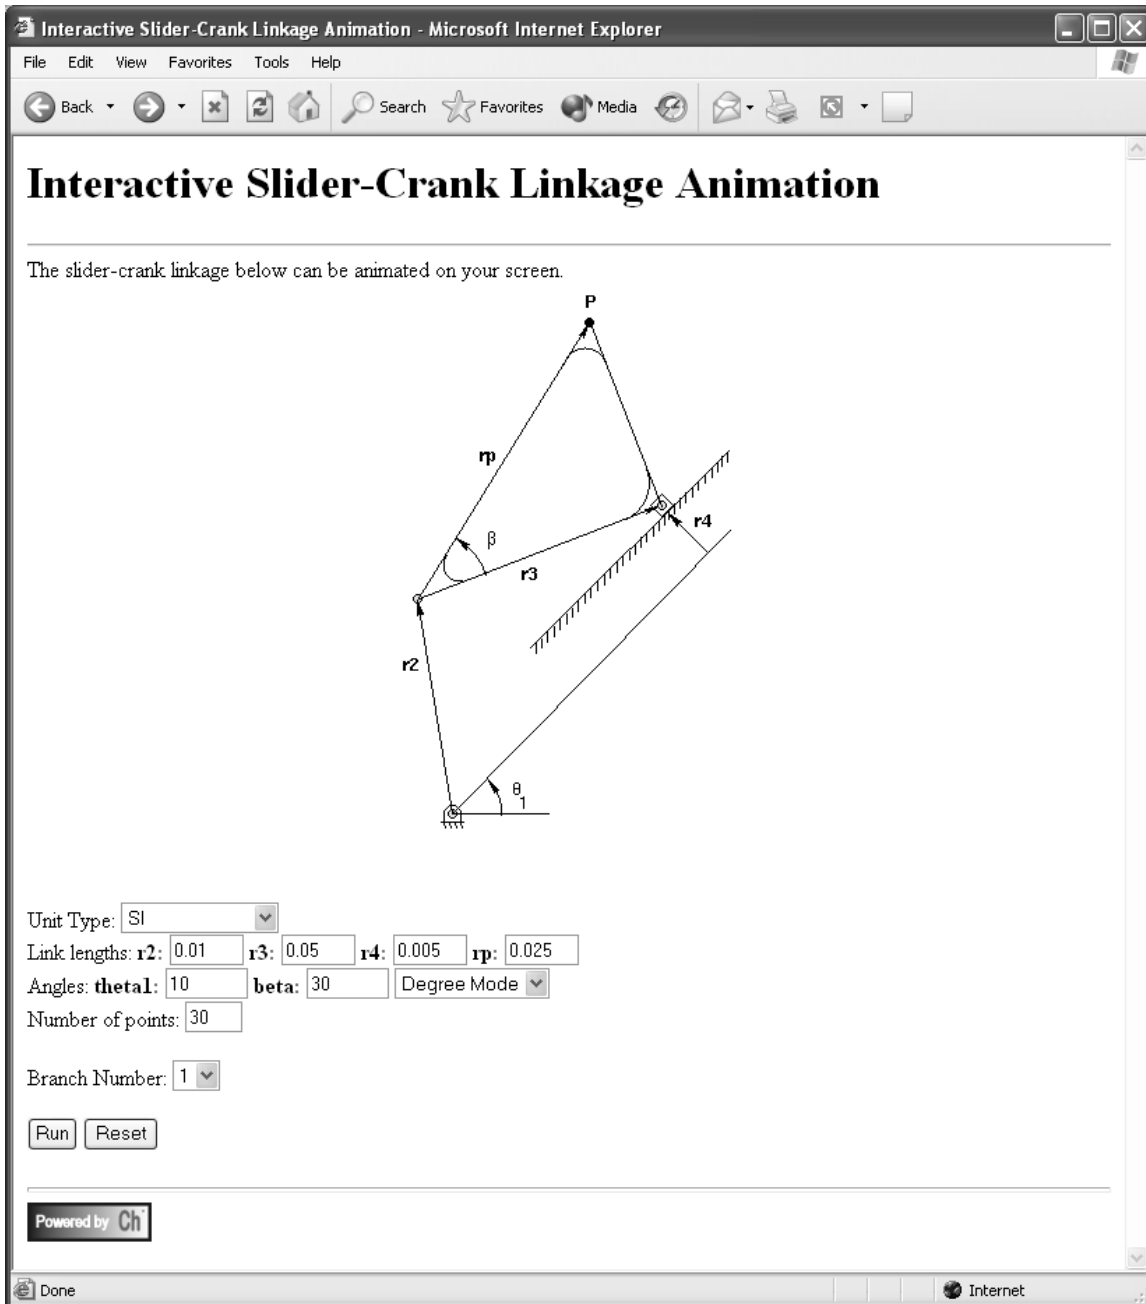 Interactive Slider-Crank Linkage Animation - Microsoft Internet Explorer
File Edit View Favorites Tools Help
Back Search Favorites Media
Interactive Slider-Crank Linkage Animation
The slider-crank linkage below can be animated on your screen.
P
rp
r4
β
r3
r2
θ1
Unit Type: SI
Link lengths: r2: 0.01 r3: 0.05 r4: 0.005 rp: 0.025
Angles: theta1: 10 beta: 30 Degree Mode
Number of points: 30
Branch Number: 1
Run Reset
Powered by Ch
Done Internet